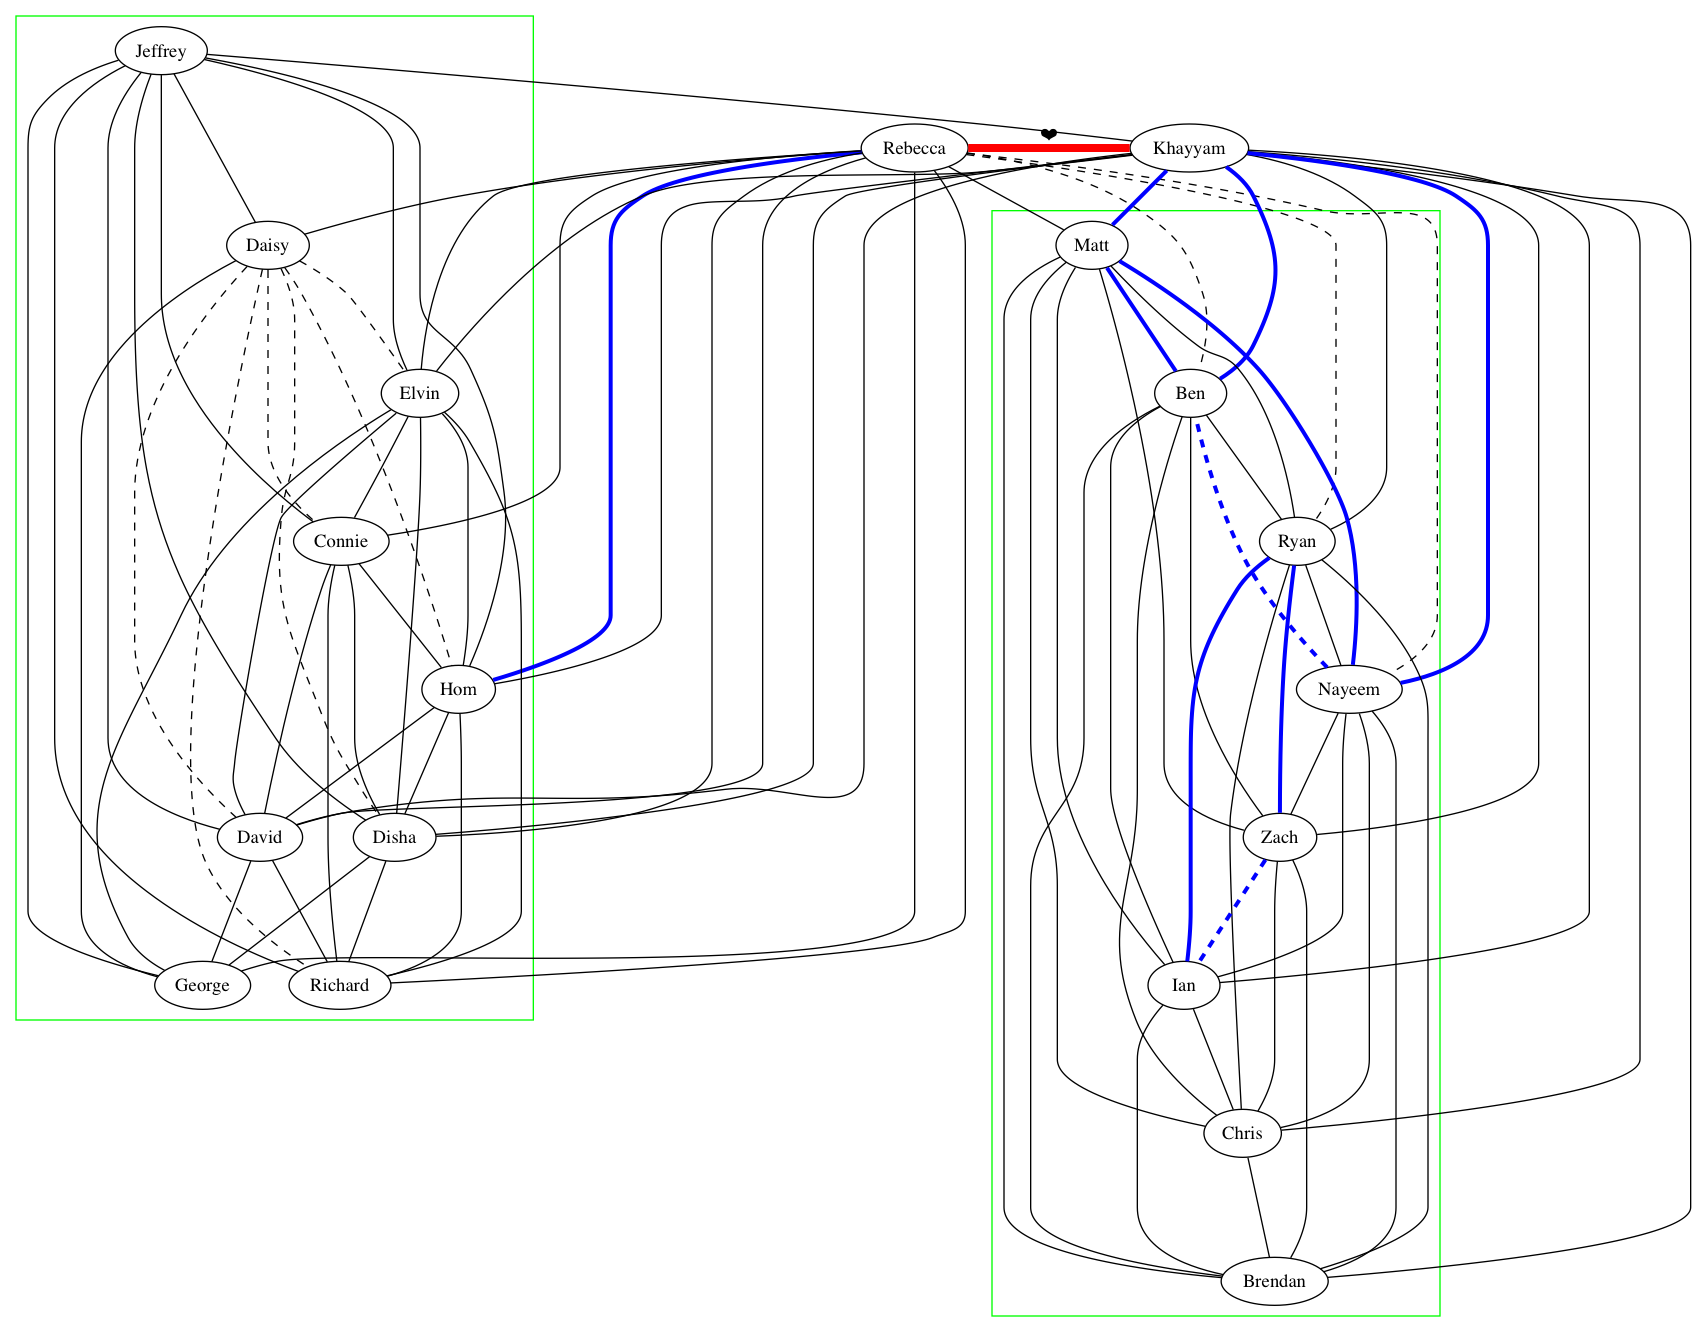 Jeffrey
Rebecca
❤
Khayyam
Daisy
Matt
Elvin
Ben
Connie
Ryan
Hom
Nayeem
David
Disha
Zach
George
Richard
Ian
Chris
Brendan